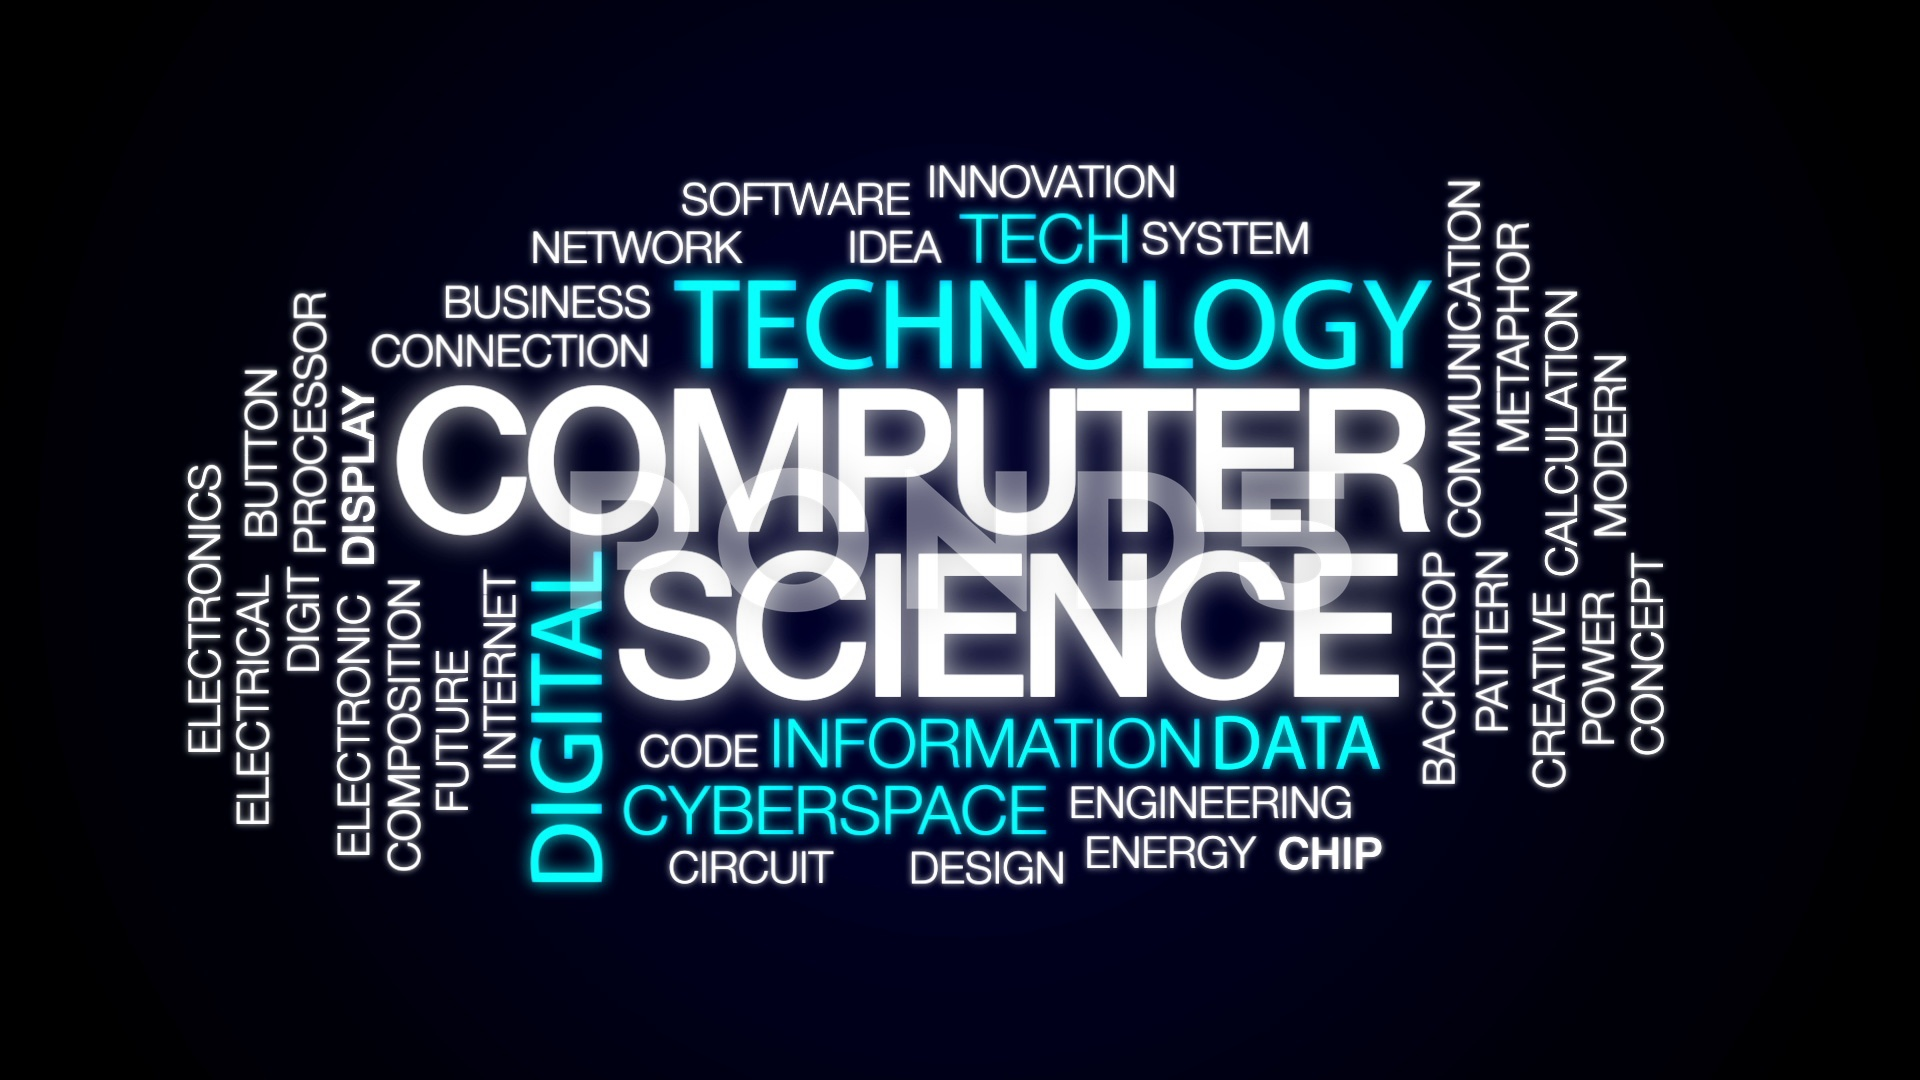 INNOVATION
SOFTWARE
NETWORK IDEA TECH SYSTEM
BUSINESS TECHNOLOGY
CONNECTION
COMPUTER
POND5
SCIENCE
CODE INFORMATION DATA
CYBERSPACE ENGINEERING
CIRCUIT DESIGN ENERGY CHIP
ELECTRONICS
ELECTRICAL
BUTTON
DIGIT
PROCESSOR
DISPLAY
ELECTRONIC
COMPOSITION
FUTURE
INTERNET
DIGITAL
COMMUNICATION
METAPHOR
CALCULATION
MODERN
BACKDROP
PATTERN
CREATIVE
POWER
CONCEPT